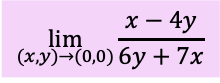 lim (x,y)→(0,0) x − 4y / 6y + 7x